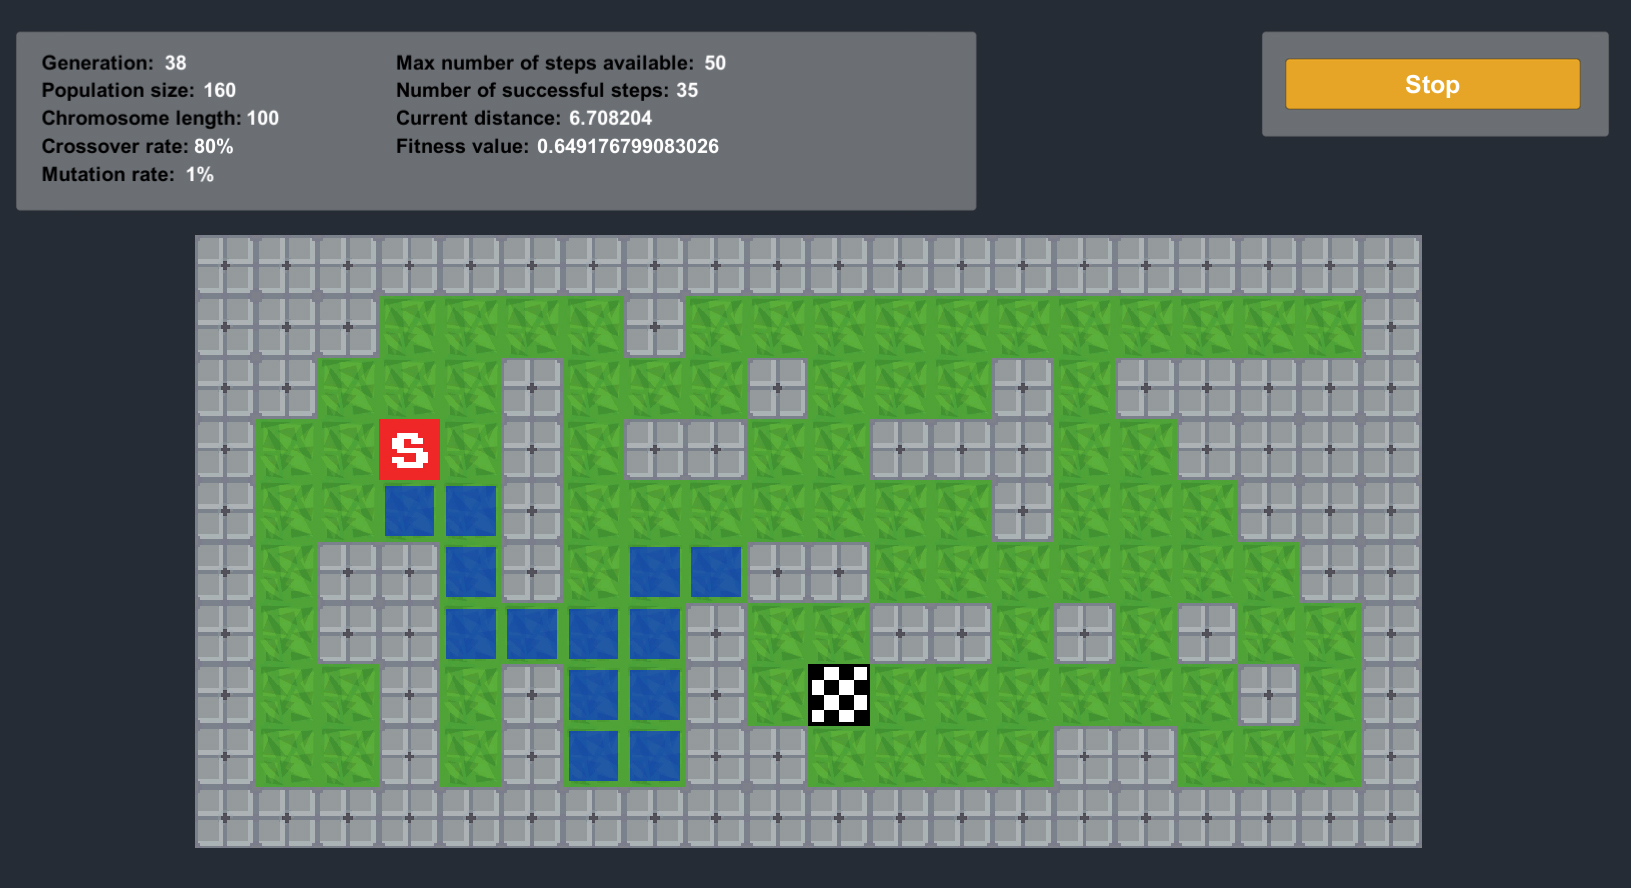 Generation: 38
Population size: 160
Chromosome length: 100
Crossover rate: 80%
Mutation rate: 1%
Max number of steps available: 50
Number of successful steps: 35
Current distance: 6.708204
Fitness value: 0.649176799083026
Stop
S